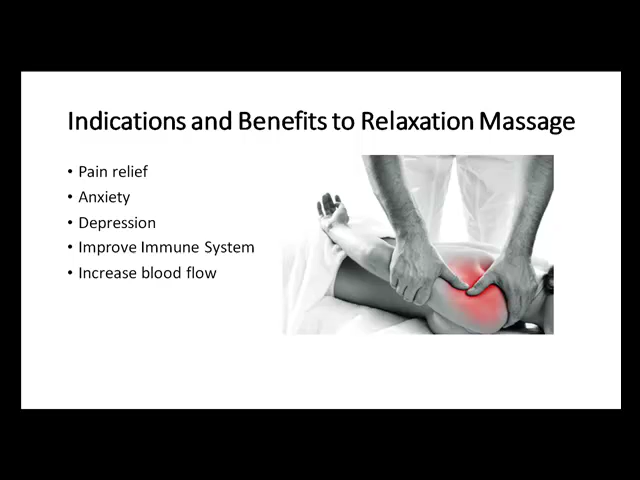 Indications and Benefits to Relaxation Massage
• Pain relief
• Anxiety
• Depression
• Improve Immune System
• Increase blood flow